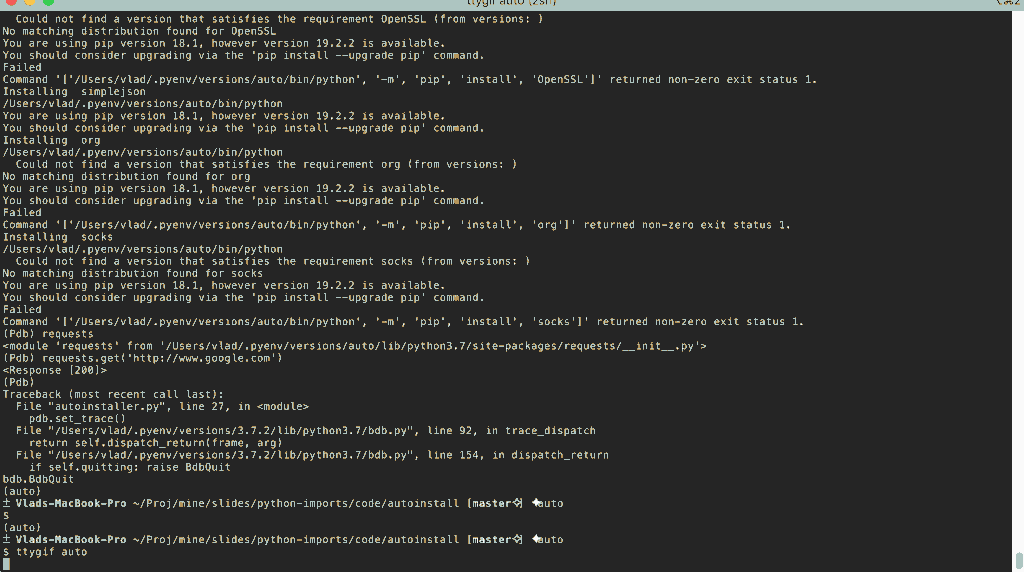 ttygif auto (zsh)
Could not find a version that satisfies the requirement OpenSSL (from versions: )
No matching distribution found for OpenSSL
You are using pip version 18.1, however version 19.2.2 is available.
You should consider upgrading via the 'pip install --upgrade pip' command.
Failed
Command '['/Users/vlad/.pyenv/versions/auto/bin/python', '-m', 'pip', 'install', 'OpenSSL']' returned non-zero exit status 1.
Installing  simplejson
/Users/vlad/.pyenv/versions/auto/bin/python
You are using pip version 18.1, however version 19.2.2 is available.
You should consider upgrading via the 'pip install --upgrade pip' command.
Installing  org
/Users/vlad/.pyenv/versions/auto/bin/python
Could not find a version that satisfies the requirement org (from versions: )
No matching distribution found for org
You are using pip version 18.1, however version 19.2.2 is available.
You should consider upgrading via the 'pip install --upgrade pip' command.
Failed
Command '['/Users/vlad/.pyenv/versions/auto/bin/python', '-m', 'pip', 'install', 'org']' returned non-zero exit status 1.
Installing  socks
/Users/vlad/.pyenv/versions/auto/bin/python
Could not find a version that satisfies the requirement socks (from versions: )
No matching distribution found for socks
You are using pip version 18.1, however version 19.2.2 is available.
You should consider upgrading via the 'pip install --upgrade pip' command.
Failed
Command '['/Users/vlad/.pyenv/versions/auto/bin/python', '-m', 'pip', 'install', 'socks']' returned non-zero exit status 1.
(Pdb) requests
<module 'requests' from '/Users/vlad/.pyenv/versions/auto/lib/python3.7/site-packages/requests/__init__.py'>
(Pdb) requests.get('http://www.google.com')
<Response [200]>
(Pdb)
Traceback (most recent call last):
File "autoinstaller.py", line 27, in <module>
pdb.set_trace()
File "/Users/vlad/.pyenv/versions/3.7.2/lib/python3.7/bdb.py", line 92, in trace_dispatch
return self.dispatch_return(frame, arg)
File "/Users/vlad/.pyenv/versions/3.7.2/lib/python3.7/bdb.py", line 154, in dispatch_return
if self.quitting: raise BdbQuit
bdb.BdbQuit
(auto)
± Vlads-MacBook-Pro ~/Proj/mine/slides/python-imports/code/autoinstall [master✧] ✦auto
$
(auto)
± Vlads-MacBook-Pro ~/Proj/mine/slides/python-imports/code/autoinstall [master✧] ✦auto
$ ttygif auto